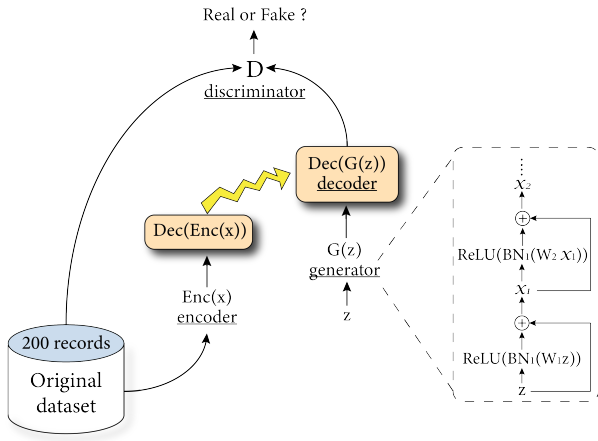 Real or Fake ?
D
discriminator
Dec(G(z))
decoder
Dec(Enc(x))
G(z)
generator
z
Enc(x)
encoder
200 records
Original
dataset
x₂
+
ReLU(BN₁(W₂ x₁))
x₁
+
ReLU(BN₁(W₁z))
z